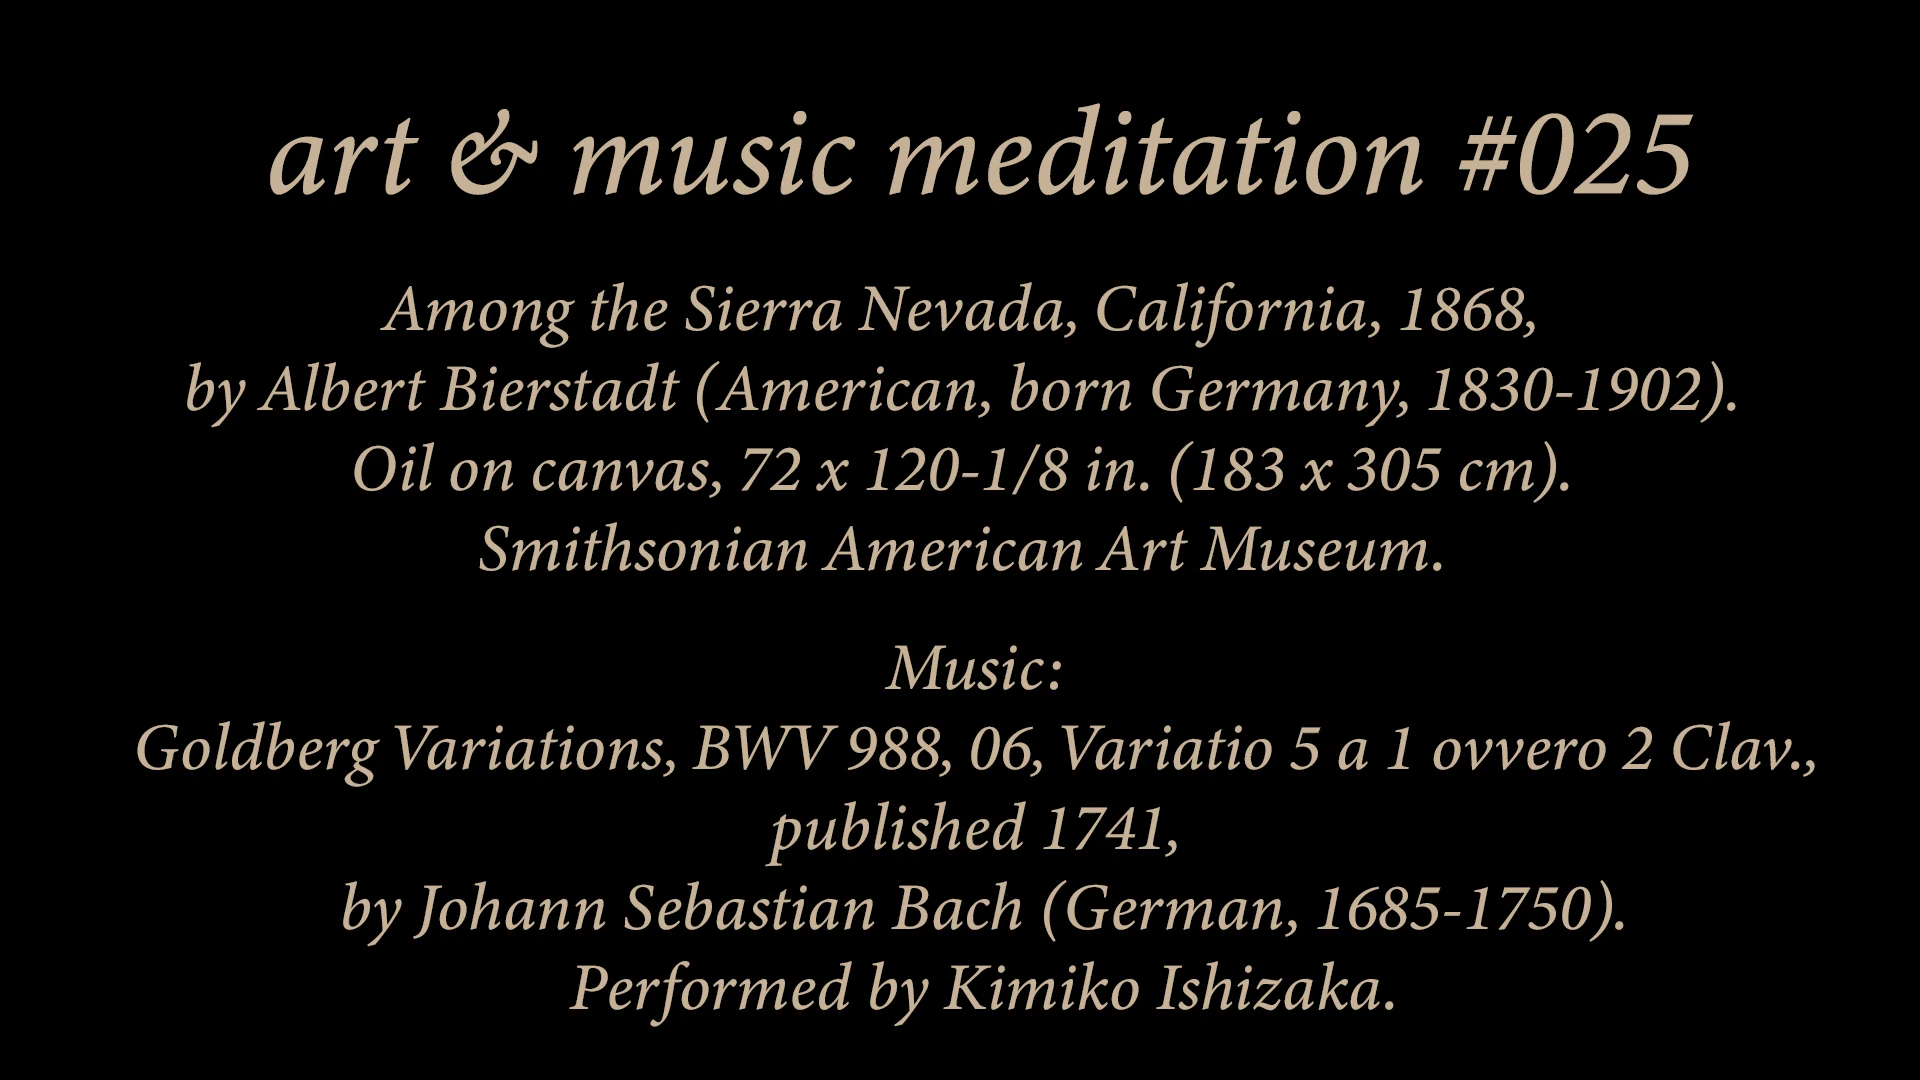 art & music meditation #025
Among the Sierra Nevada, California, 1868,
by Albert Bierstadt (American, born Germany, 1830-1902).
Oil on canvas, 72 x 120-1/8 in. (183 x 305 cm).
Smithsonian American Art Museum.
Music:
Goldberg Variations, BWV 988, 06, Variatio 5 a 1 ovvero 2 Clav.,
published 1741,
by Johann Sebastian Bach (German, 1685-1750).
Performed by Kimiko Ishizaka.